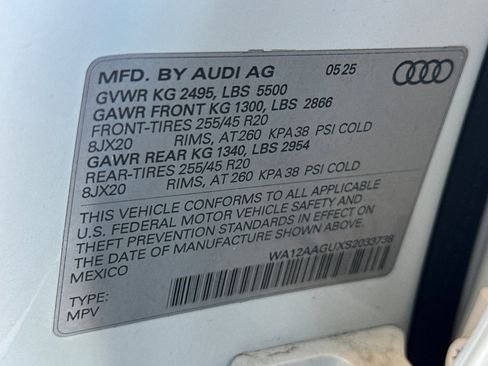 MFD. BY AUDI AG 05 25
GVWR KG 2495, LBS 5500
GAWR FRONT KG 1300, LBS 2866
FRONT-TIRES 255/45 R20
8JX20 RIMS, AT 260 KPA 38 PSI COLD
GAWR REAR KG 1340, LBS 2954
REAR-TIRES 255/45 R20
8JX20 RIMS, AT 260 KPA 38 PSI COLD
THIS VEHICLE CONFORMS TO ALL APPLICABLE
U.S. FEDERAL MOTOR VEHICLE SAFETY AND
THEFT PREVENTION STANDARDS IN EFFECT ON
THE DATE OF MANUFACTURE SHOWN ABOVE.
MEXICO WA12AAGUXS2033738
TYPE:
MPV